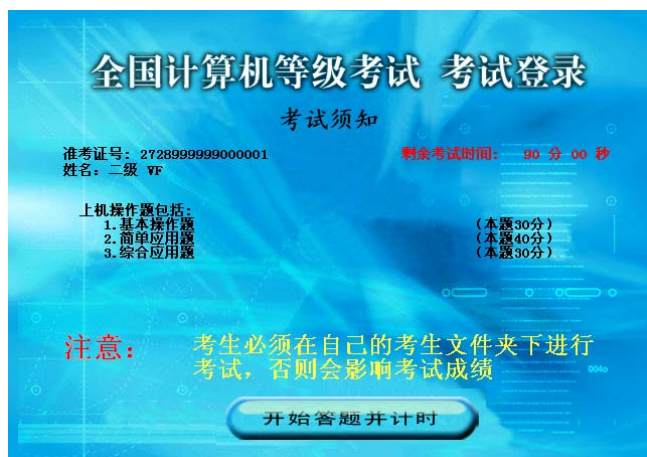 全国计算机等级考试 考试登录
考试须知
准考证号: 2728999999000001 剩余考试时间: 90 分 00 秒
姓名: 二级 VF
上机操作题包括:
1.基本操作题 (本题30分)
2.简单应用题 (本题40分)
3.综合应用题 (本题30分)
注意: 考生必须在自己的考生文件夹下进行
考试, 否则会影响考试成绩
004o
开始答题并计时